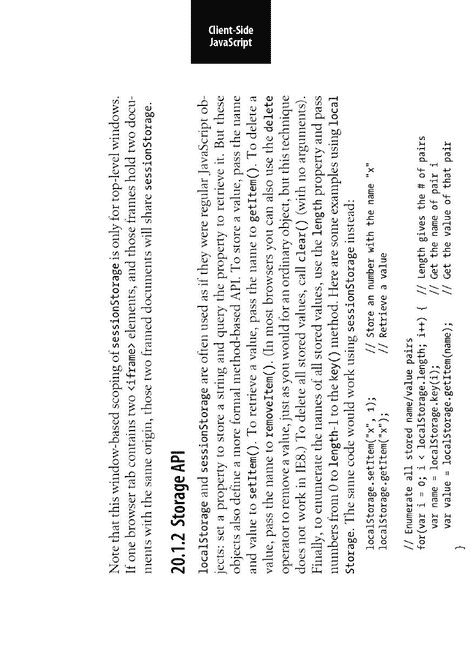 Client-Side
JavaScript
Note that this window-based scoping of sessionStorage is only for top-level windows.
If one browser tab contains two <iframe> elements, and those frames hold two docu-
ments with the same origin, those two framed documents will share sessionStorage.
20.1.2 Storage API
localStorage and sessionStorage are often used as if they were regular JavaScript ob-
jects: set a property to store a string and query the property to retrieve it. But these
objects also define a more formal method-based API. To store a value, pass the name
and value to setItem(). To retrieve a value, pass the name to getItem(). To delete a
value, pass the name to removeItem(). (In most browsers you can also use the delete
operator to remove a value, just as you would for an ordinary object, but this technique
does not work in IE8.) To delete all stored values, call clear() (with no arguments).
Finally, to enumerate the names of all stored values, use the length property and pass
numbers from 0 to length-1 to the key() method. Here are some examples using local
Storage. The same code would work using sessionStorage instead:
localStorage.setItem("x", 1); // Store an number with the name "x"
localStorage.getItem("x"); // Retrieve a value
// Enumerate all stored name/value pairs
for(var i = 0; i < localStorage.length; i++) { // Length gives the # of pairs
var name = localStorage.key(i); // Get the name of pair i
var value = localStorage.getItem(name); // Get the value of that pair
}